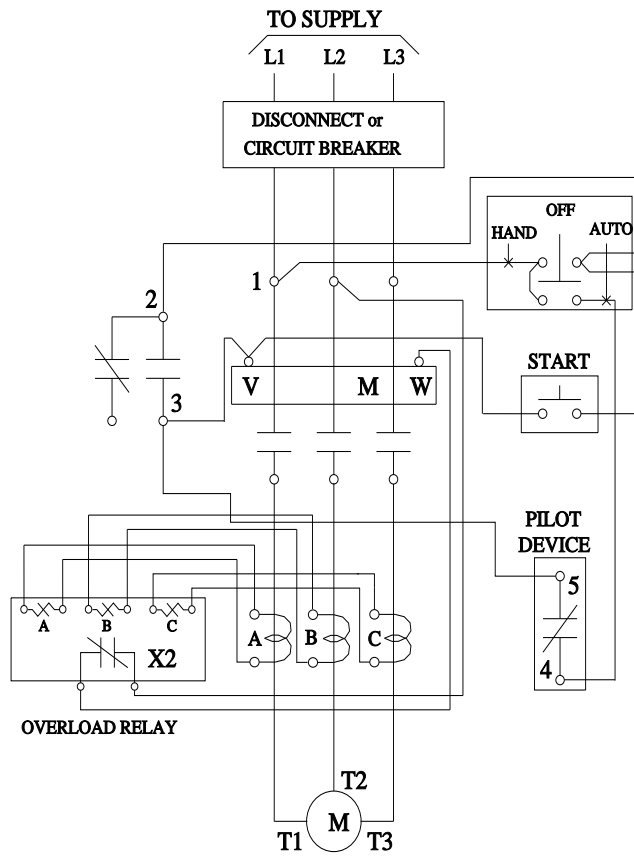 TO SUPPLY
L1 L2 L3
DISCONNECT or
CIRCUIT BREAKER
OFF
HAND AUTO
1
2
START
V M W
3
PILOT
DEVICE
5
4
A B C
X2
A B C
OVERLOAD RELAY
T2
M
T1 T3